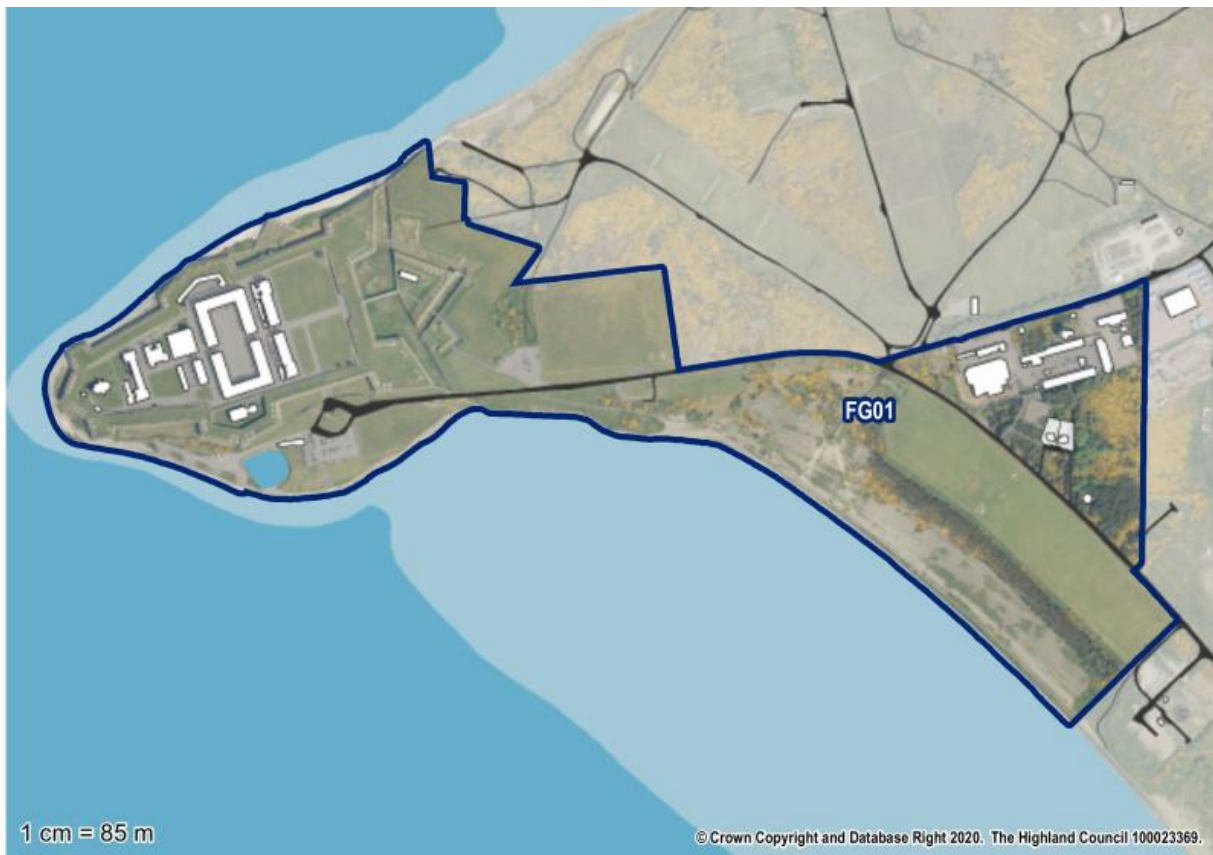 FG01
1 cm = 85 m
© Crown Copyright and Database Right 2020. The Highland Council 100023369.